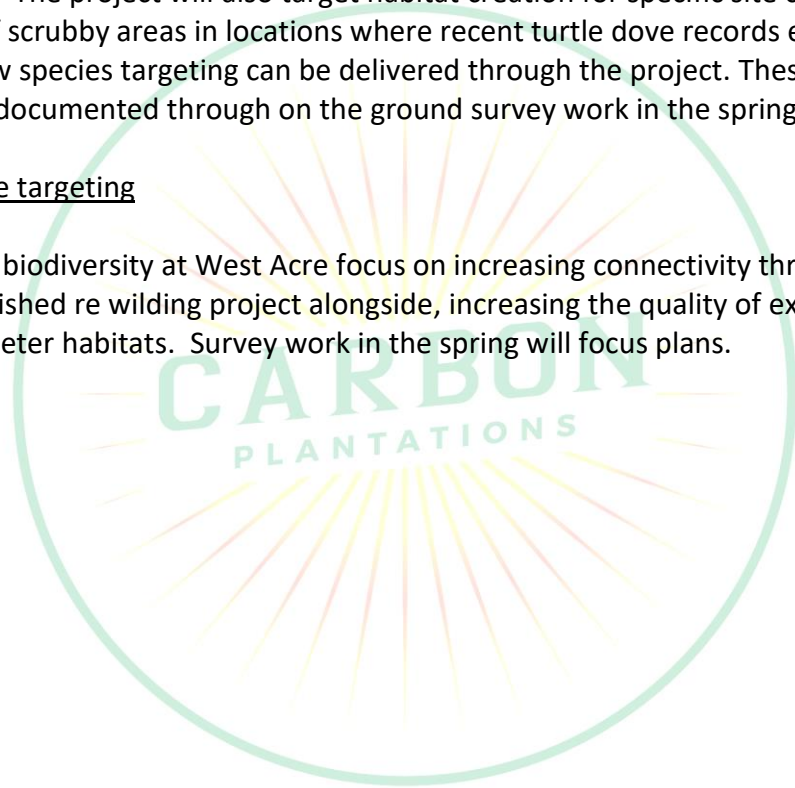 The project will also target habitat creation for specific site
scrubby areas in locations where recent turtle dove records e
w species targeting can be delivered through the project. Thes
documented through on the ground survey work in the spring
e targeting
biodiversity at West Acre focus on increasing connectivity thr
ished re wilding project alongside, increasing the quality of ex
eter habitats. Survey work in the spring will focus plans.
CARBON
PLANTATIONS